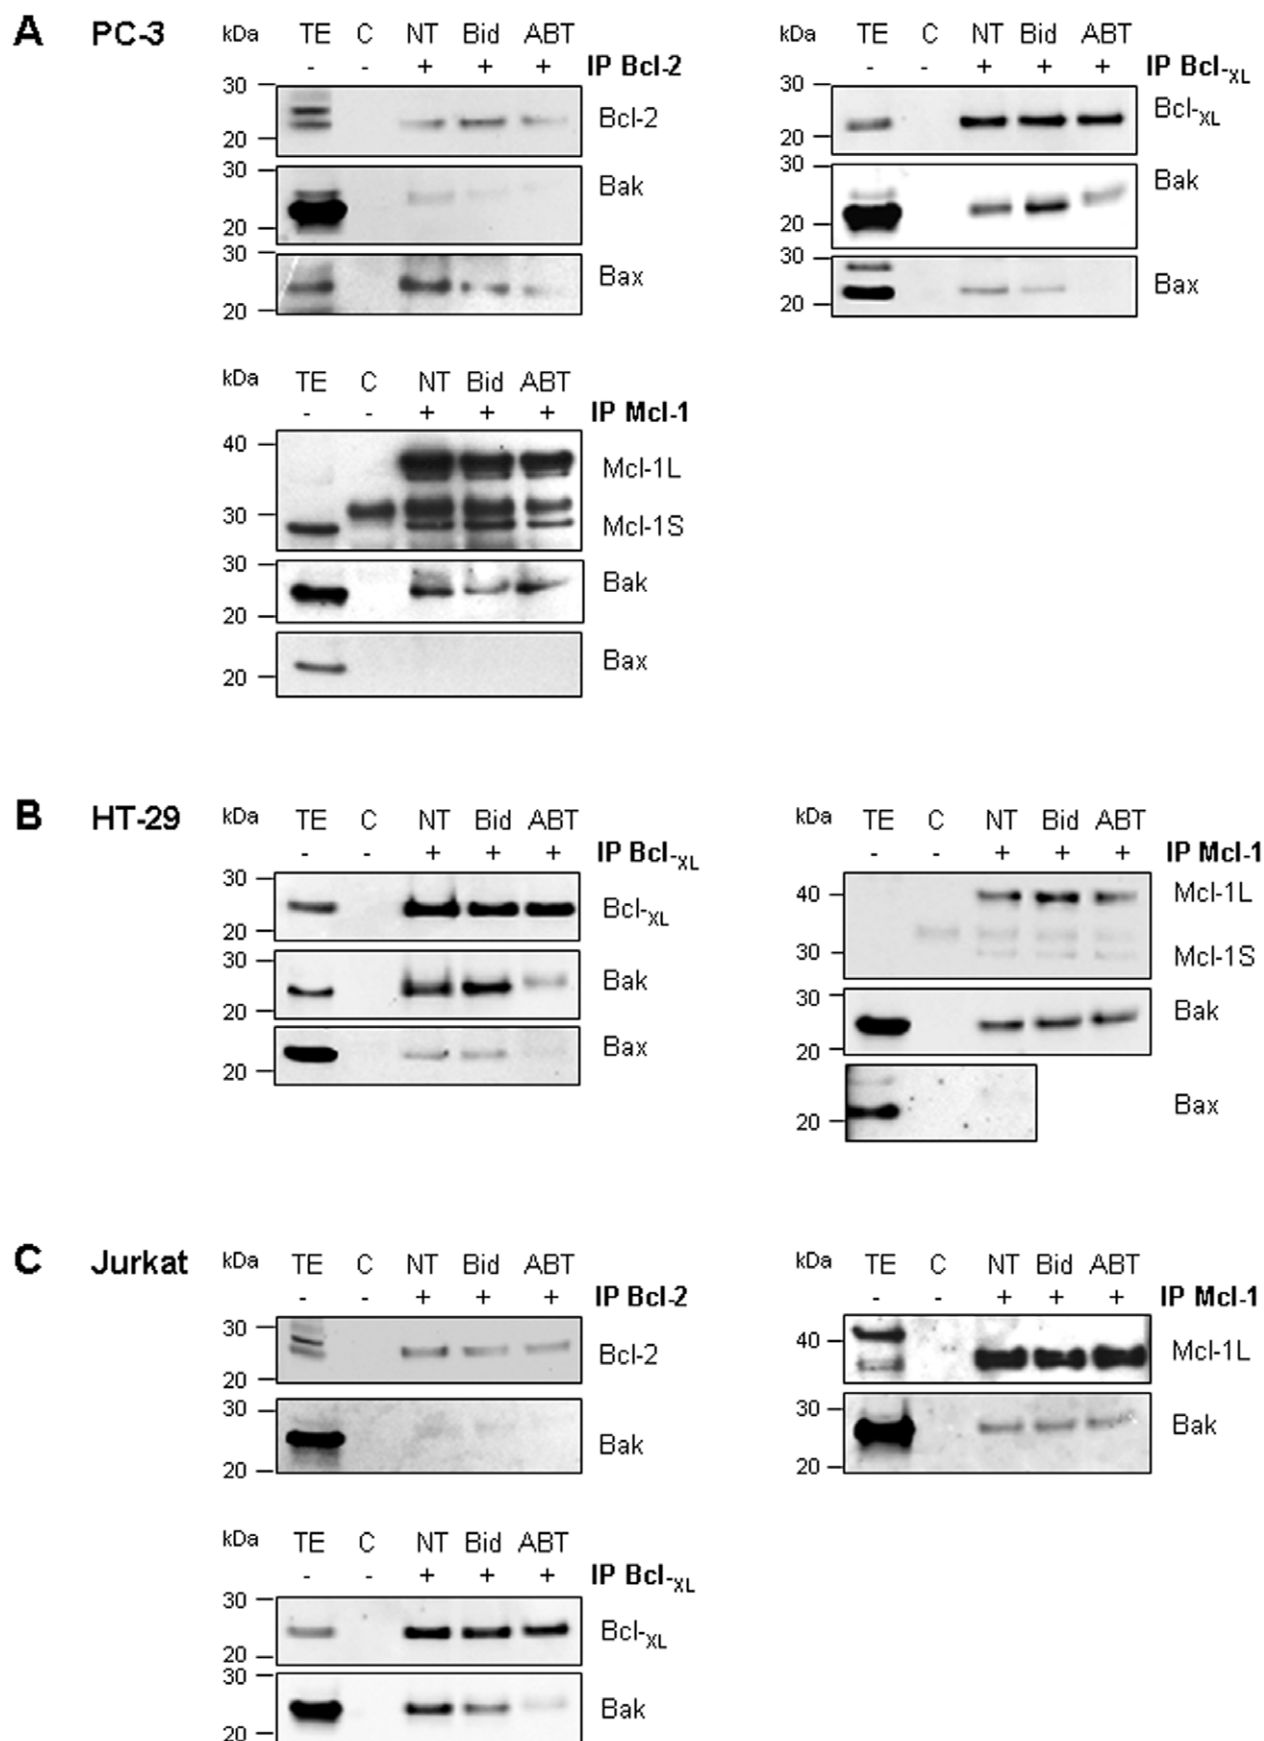 A PC-3
kDa TE C NT Bid ABT
- - + + + IP Bcl-2
30
20
Bcl-2
30
20
Bak
30
20
Bax
kDa TE C NT Bid ABT
- - + + + IP Bcl-XL
30
20
Bcl-XL
30
20
Bak
30
20
Bax
kDa TE C NT Bid ABT
- - + + + IP Mcl-1
40
Mcl-1L
30
Mcl-1S
30
20
Bak
20
Bax
B HT-29
kDa TE C NT Bid ABT
- - + + + IP Bcl-XL
30
20
Bcl-XL
30
20
Bak
20
Bax
kDa TE C NT Bid ABT
- - + + + IP Mcl-1
40
Mcl-1L
30
Mcl-1S
30
20
Bak
20
Bax
C Jurkat
kDa TE C NT Bid ABT
- - + + + IP Bcl-2
30
20
Bcl-2
30
20
Bak
kDa TE C NT Bid ABT
- - + + + IP Mcl-1
40
Mcl-1L
30
20
Bak
kDa TE C NT Bid ABT
- - + + + IP Bcl-XL
30
20
Bcl-XL
30
20
Bak